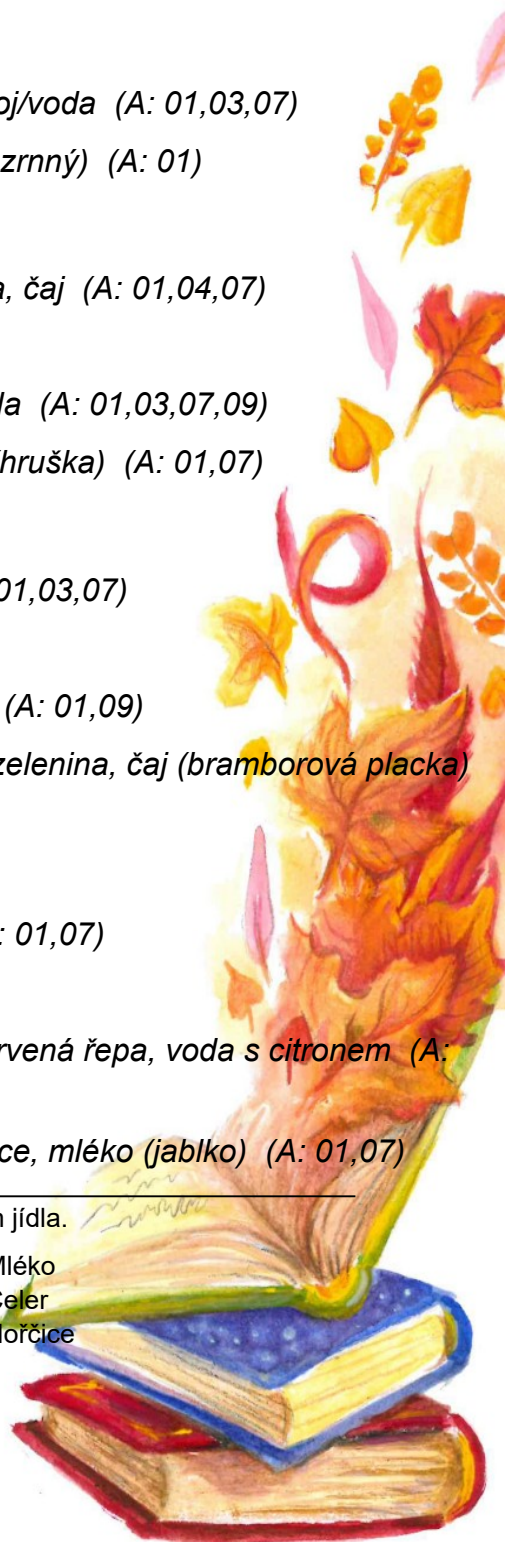 oj/voda (A: 01,03,07)
zrnný) (A: 01)
a, čaj (A: 01,04,07)
la (A: 01,03,07,09)
hruška) (A: 01,07)
01,03,07)
(A: 01,09)
zelenina, čaj (bramborová placka)
: 01,07)
rvená řepa, voda s citronem (A:
ce, mléko (jablko) (A: 01,07)
jídla.
Mléko
Celer
Hořčice